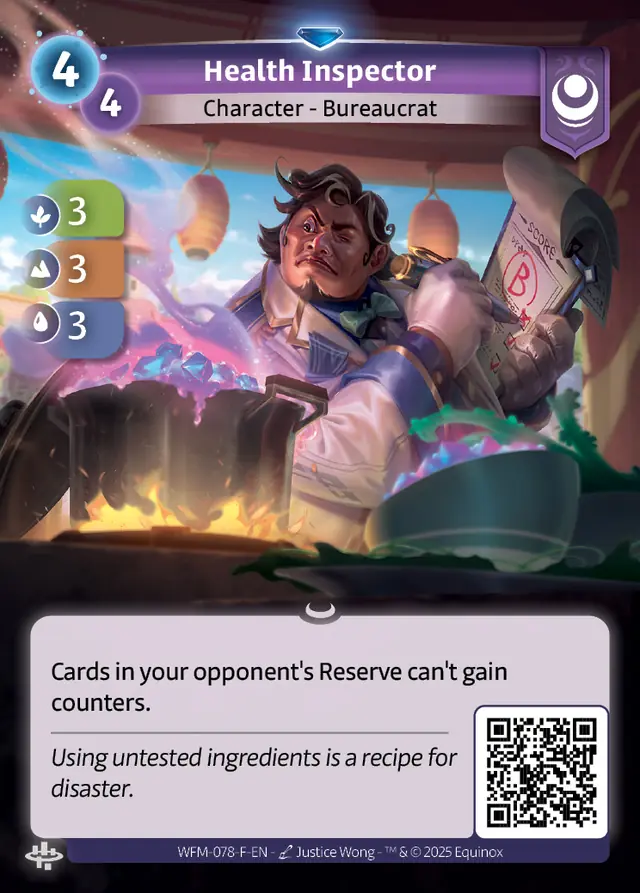 4
4
Health Inspector
Character - Bureaucrat
3
3
3
SCORE
B
Cards in your opponent's Reserve can't gain
counters.
Using untested ingredients is a recipe for
disaster.
WFM-078-F-EN - Justice Wong - ™ & © 2025 Equinox